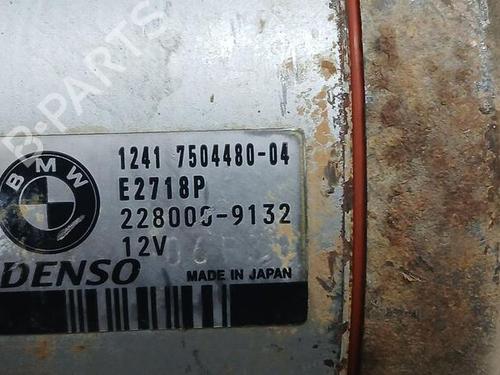 B-PARTS
BMW
1241 7504480-04
E2718P
228000-9132
12V
DENSO
MADE IN JAPAN